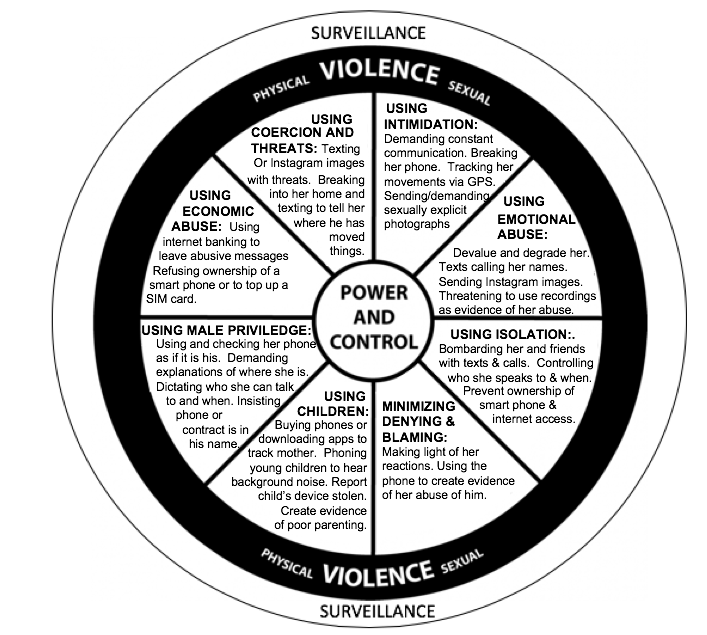 SURVEILLANCE
PHYSICAL VIOLENCE SEXUAL
USING
COERCION AND
THREATS: Texting
Or Instagram images
with threats. Breaking
into her home and
texting to tell her
where he has
moved
things.
USING
INTIMIDATION:
Demanding constant
communication. Breaking
her phone. Tracking her
movements via GPS.
Sending/demanding
sexually explicit
photographs
USING
ECONOMIC
ABUSE: Using
internet banking to
leave abusive messages
Refusing ownership of a
smart phone or to top up a
SIM card.
USING
EMOTIONAL
ABUSE:
Devalue and degrade her.
Texts calling her names.
Sending Instagram images.
Threatening to use recordings
as evidence of her abuse.
POWER
AND
CONTROL
USING MALE PRIVILEDGE:
Using and checking her phone
as if it is his. Demanding
explanations of where she is.
Dictating who she can talk
to and when. Insisting
phone or
contract is in
his name.
USING ISOLATION:.
Bombarding her and friends
with texts & calls. Controlling
who she speaks to & when.
Prevent ownership of
smart phone &
internet access.
USING
CHILDREN:
Buying phones or
downloading apps to
track mother. Phoning
young children to hear
background noise. Report
child's device stolen.
Create evidence
of poor parenting.
MINIMIZING
DENYING &
BLAMING:
Making light of her
reactions. Using the
phone to create evidence
of her abuse of him.
PHYSICAL VIOLENCE SEXUAL
SURVEILLANCE